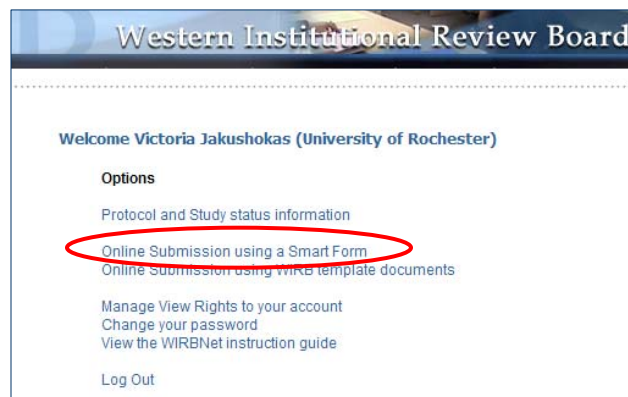 Western Institutional Review Board
Welcome Victoria Jakushokas (University of Rochester)
Options
Protocol and Study status information
Online Submission using a Smart Form
Online Submission using WIRB template documents
Manage View Rights to your account
Change your password
View the WIRBNet instruction guide
Log Out